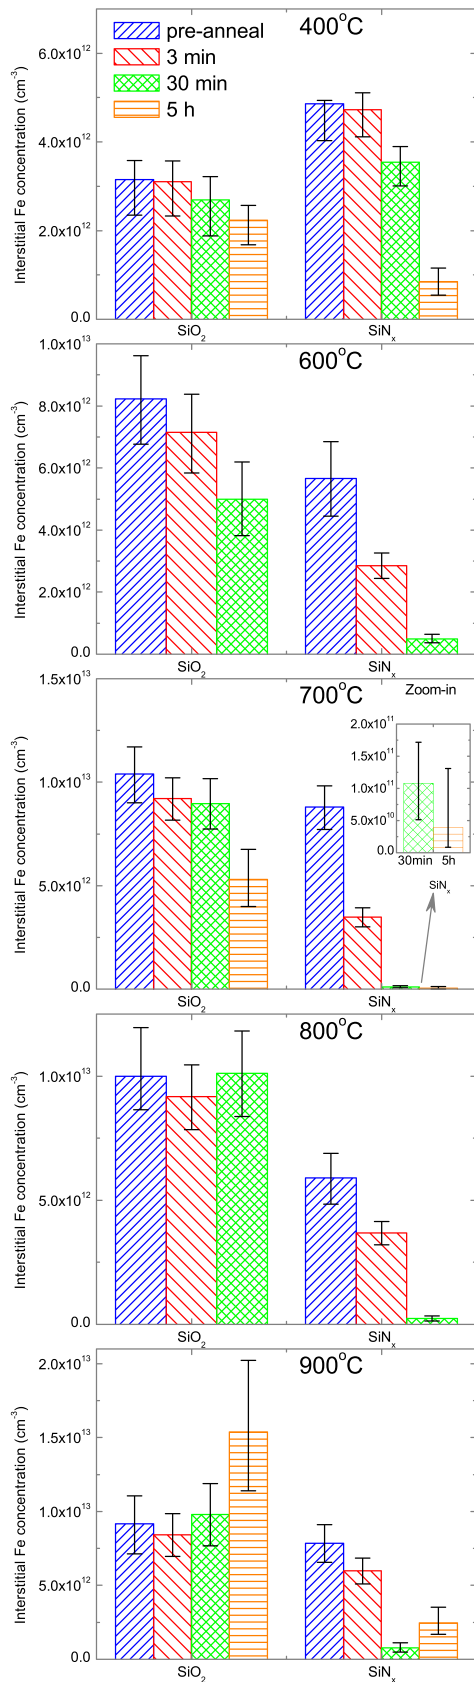 400°C
pre-anneal
3 min
30 min
5 h
Interstitial Fe concentration (cm⁻³)
6.0x10¹²
4.0x10¹²
2.0x10¹²
0.0
SiO₂ SiNₓ
600°C
Interstitial Fe concentration (cm⁻³)
1.0x10¹³
8.0x10¹²
6.0x10¹²
4.0x10¹²
2.0x10¹²
0.0
SiO₂ SiNₓ
700°C
Zoom-in
Interstitial Fe concentration (cm⁻³)
1.5x10¹³
1.0x10¹³
5.0x10¹²
0.0
2.0x10¹¹
1.5x10¹¹
1.0x10¹¹
5.0x10¹⁰
0.0
30min 5h
SiNₓ
SiO₂ SiNₓ
800°C
Interstitial Fe concentration (cm⁻³)
1.0x10¹³
5.0x10¹²
0.0
SiO₂ SiNₓ
900°C
Interstitial Fe concentration (cm⁻³)
2.0x10¹³
1.5x10¹³
1.0x10¹³
5.0x10¹²
0.0
SiO₂ SiNₓ